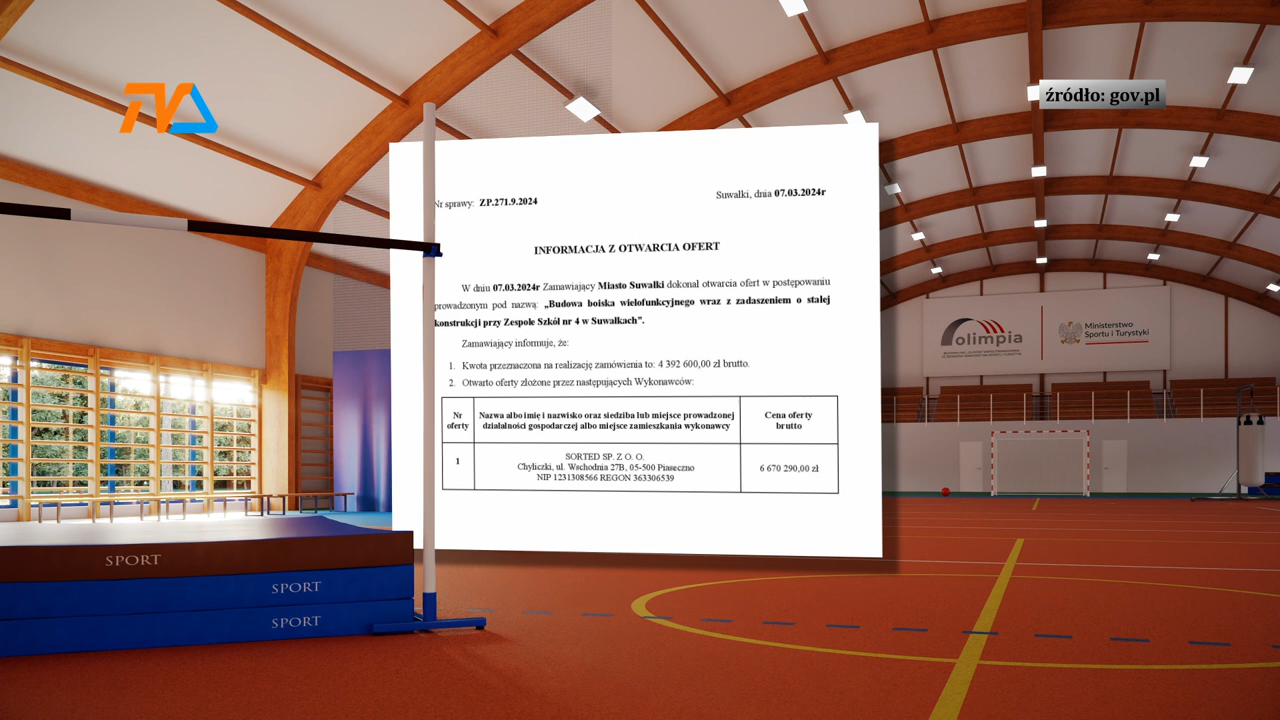 TVA
źródło: gov.pl
Nr sprawy: ZP.271.9.2024
Suwałki, dnia 07.03.2024r
INFORMACJA Z OTWARCIA OFERT
W dniu 07.03.2024r Zamawiający Miasto Suwałki dokonał otwarcia ofert w postępowaniu
prowadzonym pod nazwą: „Budowa boiska wielofunkcyjnego wraz z zadaszeniem o stałej
konstrukcji przy Zespole Szkół nr 4 w Suwałkach".
Zamawiający informuje, że:
1. Kwota przeznaczona na realizację zamówienia to: 4 392 600,00 zł brutto.
2. Otwarto oferty złożone przez następujących Wykonawców:
Nr
oferty
Nazwa albo imię i nazwisko oraz siedziba lub miejsce prowadzonej
działalności gospodarczej albo miejsce zamieszkania wykonawcy
Cena oferty
brutto
1
SORTED SP. Z O. O.
Chyliczki, ul. Wschodnia 27B, 05-500 Piaseczno
NIP 1231308566 REGON 363306539
6 670 290,00 zł
olimpia
Ministerstwo
Sportu i Turystyki
SPORT
SPORT
SPORT